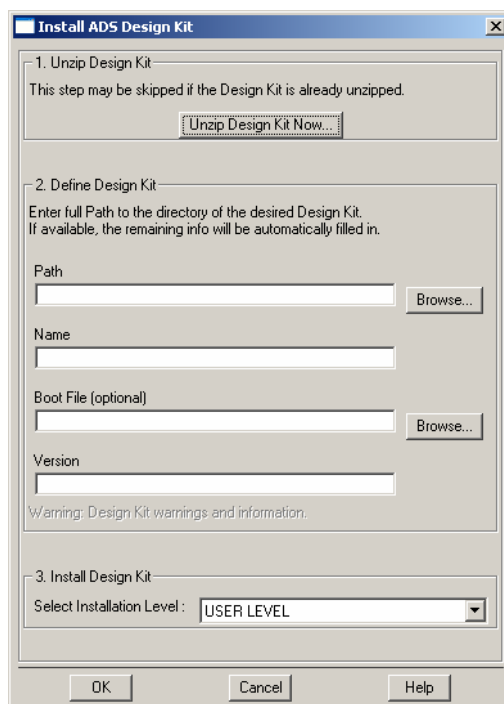 Install ADS Design Kit
1. Unzip Design Kit
This step may be skipped if the Design Kit is already unzipped.
Unzip Design Kit Now...
2. Define Design Kit
Enter full Path to the directory of the desired Design Kit.
If available, the remaining info will be automatically filled in.
Path
Browse...
Name
Boot File (optional)
Browse...
Version
Warning: Design Kit warnings and information.
3. Install Design Kit
Select Installation Level : USER LEVEL
OK Cancel Help